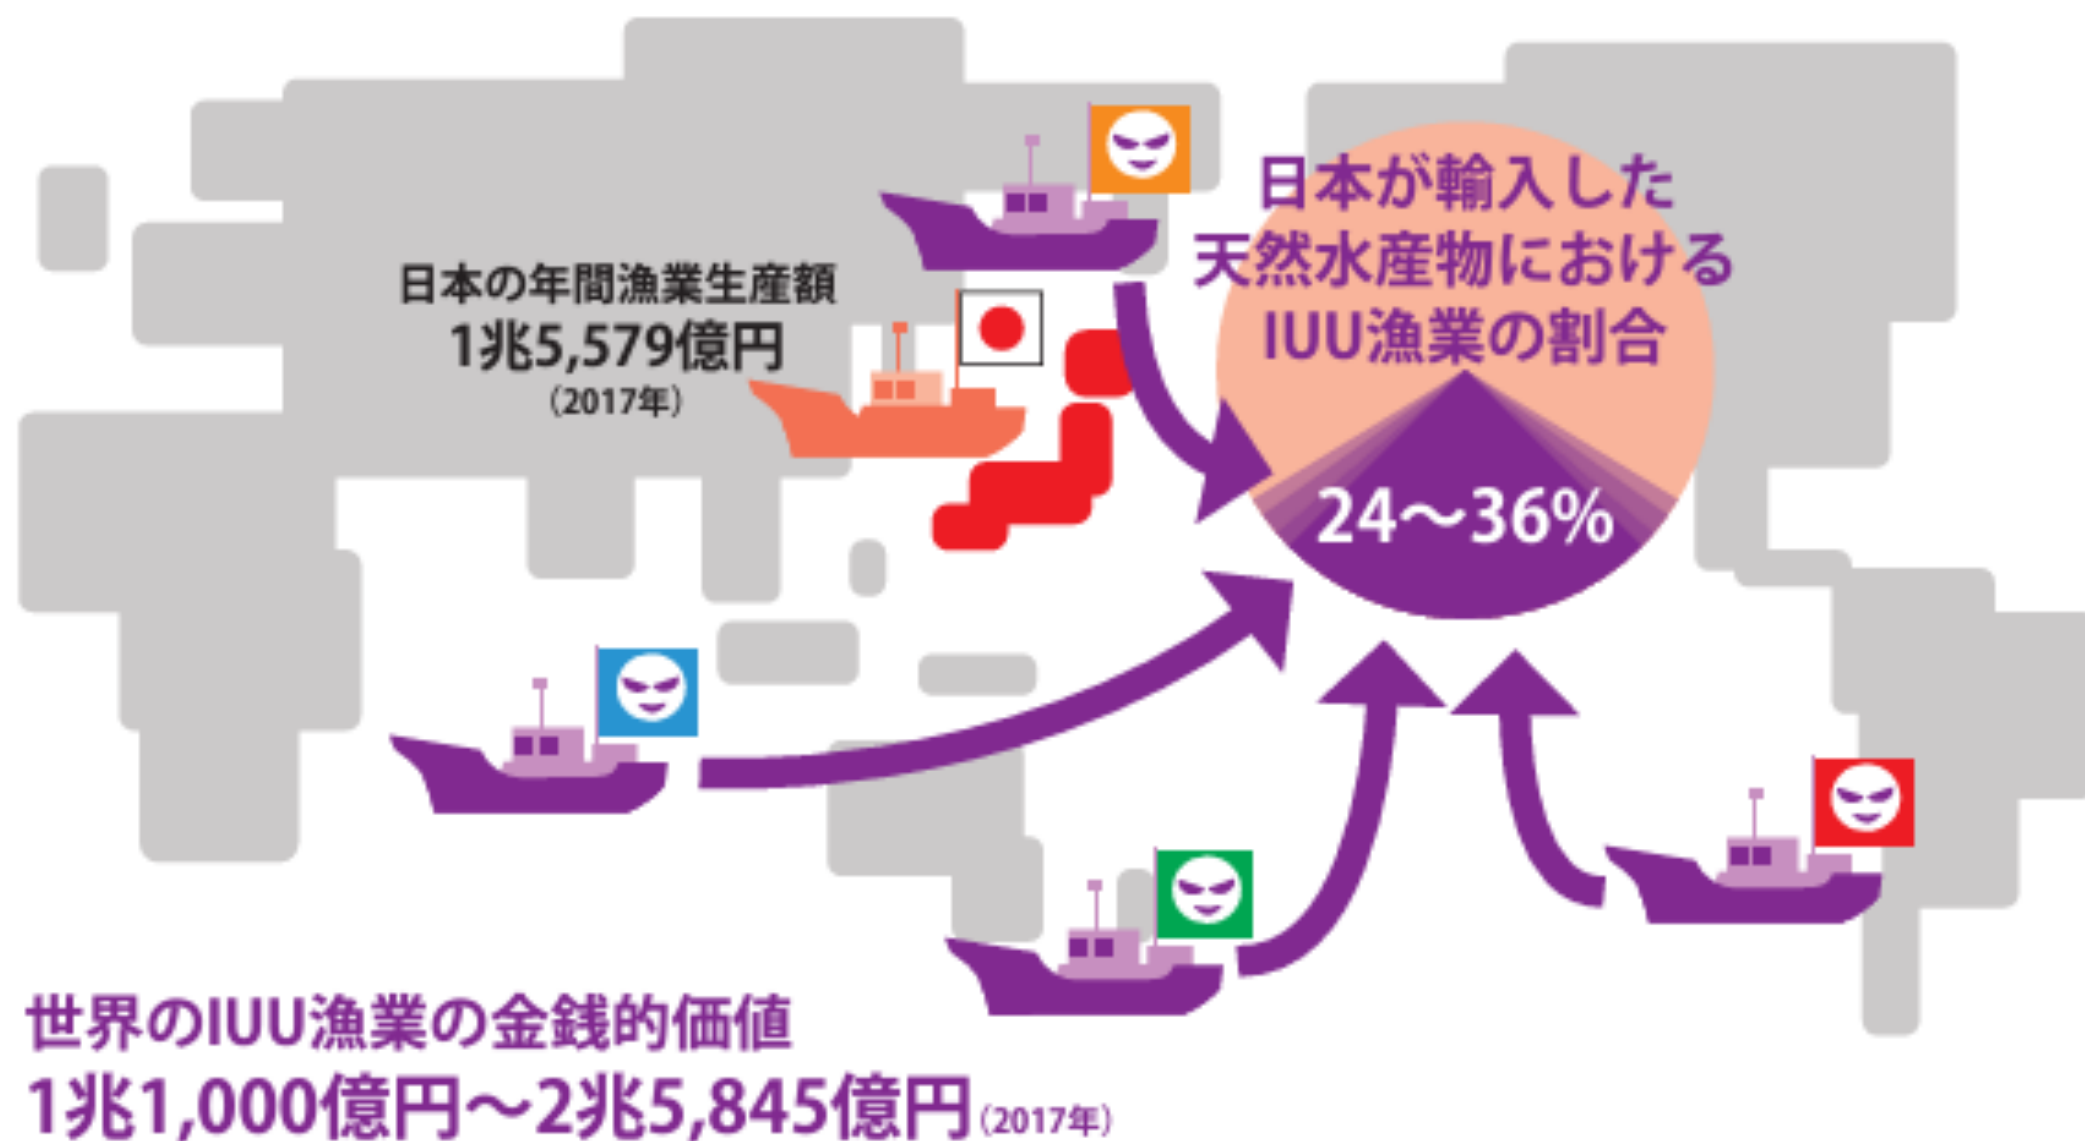 日本が輸入した
天然水産物における
IUU漁業の割合
24〜36%
日本の年間漁業生産額
1兆5,579億円
（2017年）
世界のIUU漁業の金銭的価値
1兆1,000億円〜2兆5,845億円（2017年）